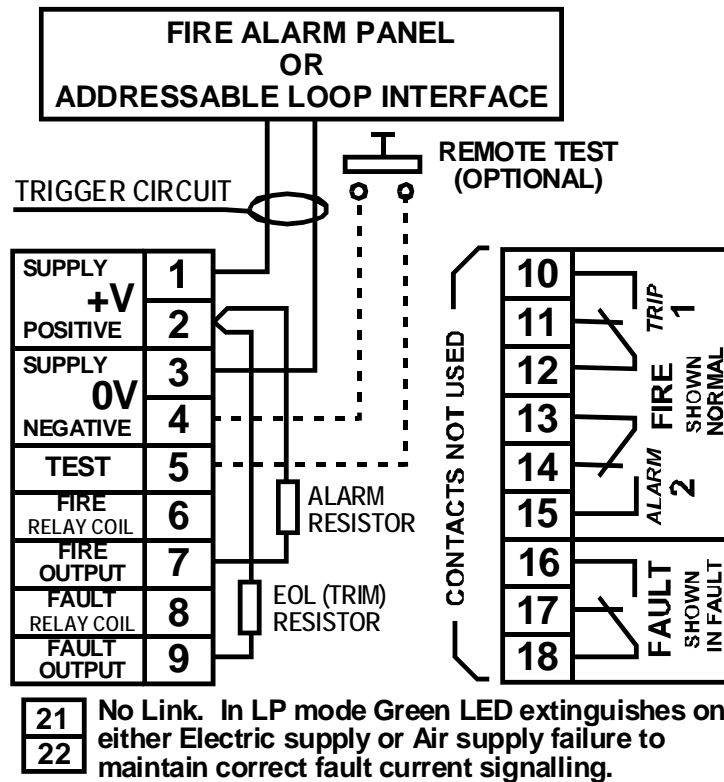 FIRE ALARM PANEL
OR
ADDRESSABLE LOOP INTERFACE
REMOTE TEST
(OPTIONAL)
TRIGGER CIRCUIT
SUPPLY
+V
POSITIVE
1
2
SUPPLY
0V
NEGATIVE
3
4
TEST
5
FIRE
RELAY COIL
6
FIRE
OUTPUT
7
FAULT
RELAY COIL
8
FAULT
OUTPUT
9
ALARM
RESISTOR
EOL (TRIM)
RESISTOR
CONTACTS NOT USED
10
11
12
13
14
15
16
17
18
TRIP
1
FIRE
SHOWN
NORMAL
ALARM
2
FAULT
SHOWN
IN FAULT
21
22
No Link. In LP mode Green LED extinguishes on
either Electric supply or Air supply failure to
maintain correct fault current signalling.